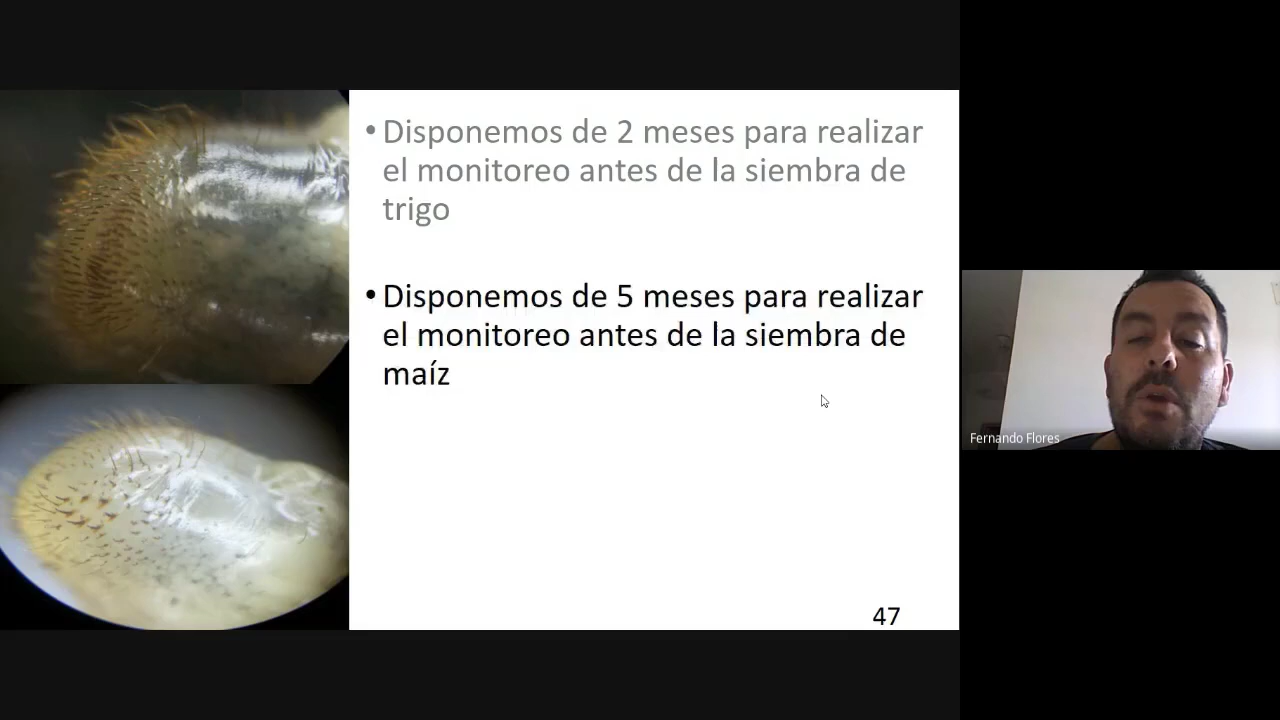 • Disponemos de 2 meses para realizar
el monitoreo antes de la siembra de
trigo
• Disponemos de 5 meses para realizar
el monitoreo antes de la siembra de
maíz
47
Fernando Flores